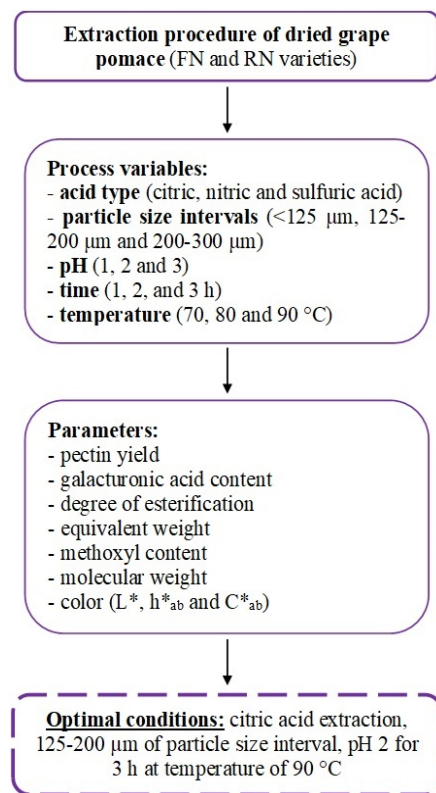 Extraction procedure of dried grape
pomace (FN and RN varieties)
Process variables:
- acid type (citric, nitric and sulfuric acid)
- particle size intervals (<125 μm, 125-
200 μm and 200-300 μm)
- pH (1, 2 and 3)
- time (1, 2, and 3 h)
- temperature (70, 80 and 90 °C)
Parameters:
- pectin yield
- galacturonic acid content
- degree of esterification
- equivalent weight
- methoxyl content
- molecular weight
- color (L*, h*ab and C*ab)
Optimal conditions: citric acid extraction,
125-200 μm of particle size interval, pH 2 for
3 h at temperature of 90 °C